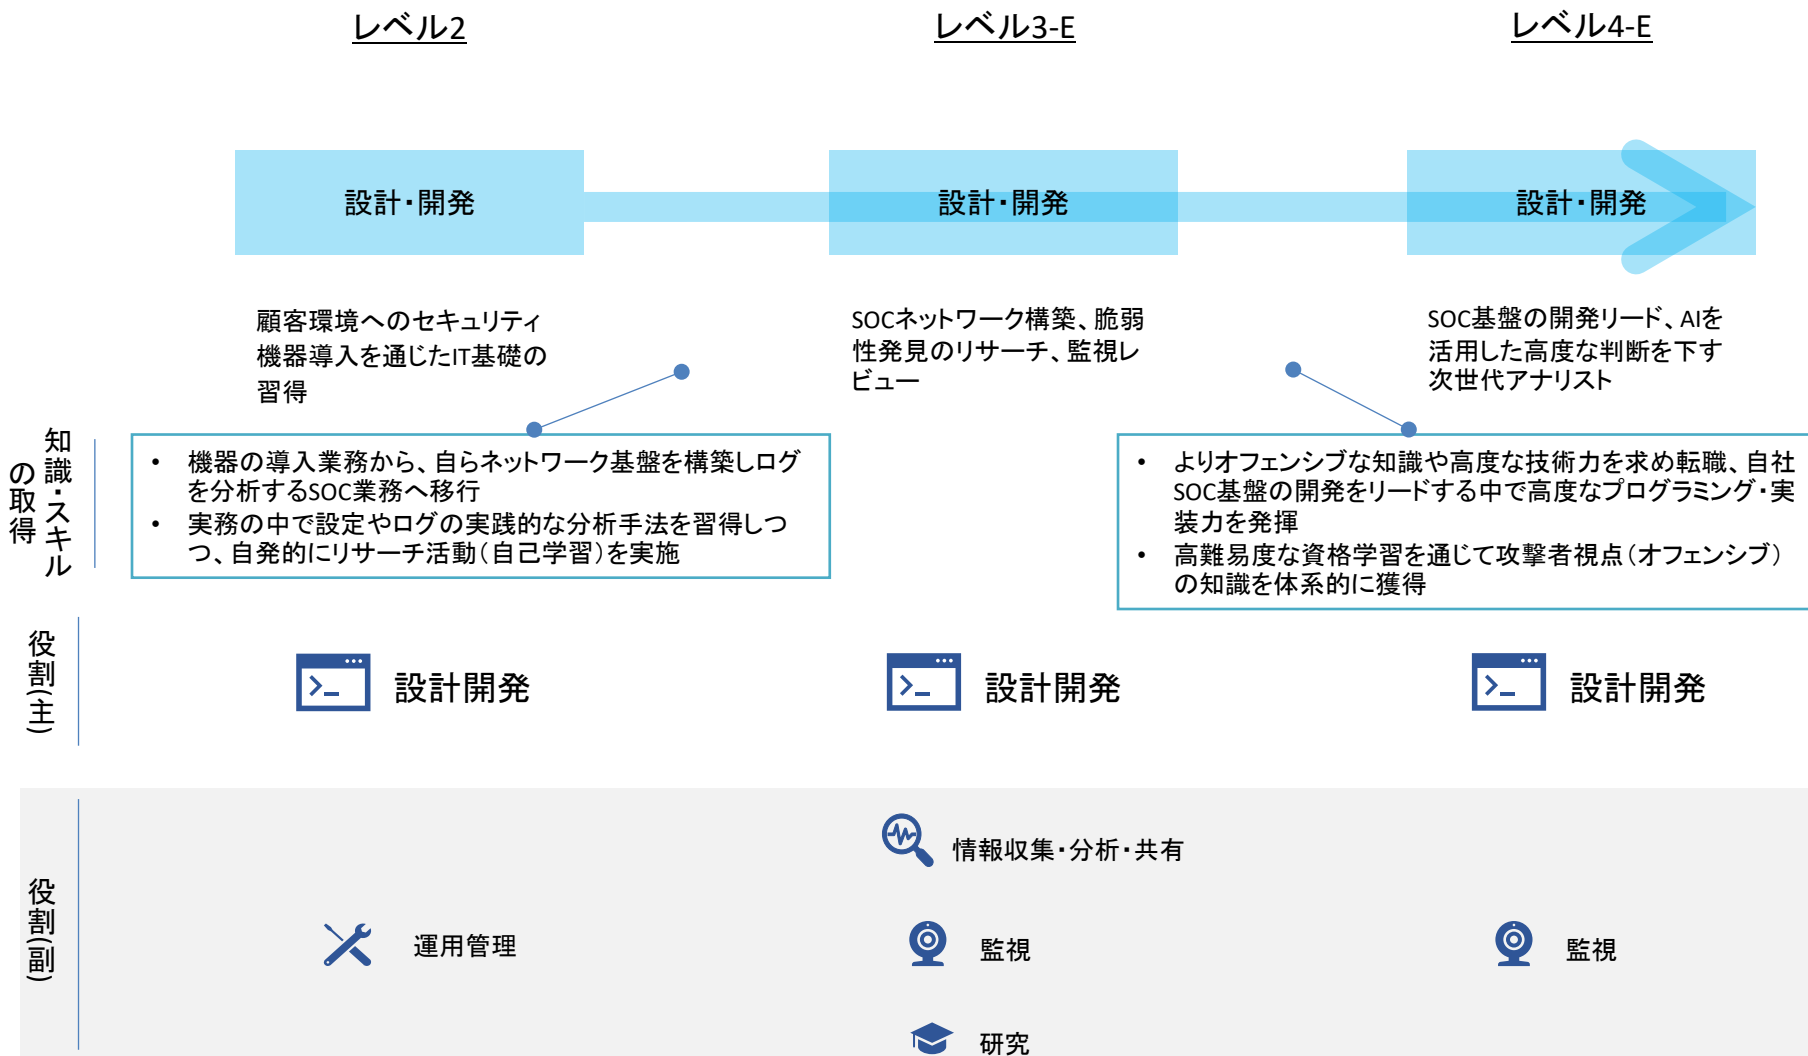 レベル2
レベル3-E
レベル4-E
設計・開発
設計・開発
設計・開発
顧客環境へのセキュリティ
機器導入を通じたIT基礎の
習得
SOCネットワーク構築、脆弱
性発見のリサーチ、監視レ
ビュー
SOC基盤の開発リード、AIを
活用した高度な判断を下す
次世代アナリスト
知識・スキル
の取得
• 機器の導入業務から、自らネットワーク基盤を構築しログ
を分析するSOC業務へ移行
• 実務の中で設定やログの実践的な分析手法を習得しつ
つ、自発的にリサーチ活動（自己学習）を実施
• よりオフェンシブな知識や高度な技術力を求め転職、自社
SOC基盤の開発をリードする中で高度なプログラミング・実
装力を発揮
• 高難易度な資格学習を通じて攻撃者視点（オフェンシブ）
の知識を体系的に獲得
役割(主)
設計開発
設計開発
設計開発
役割(副)
運用管理
情報収集・分析・共有
監視
研究
監視